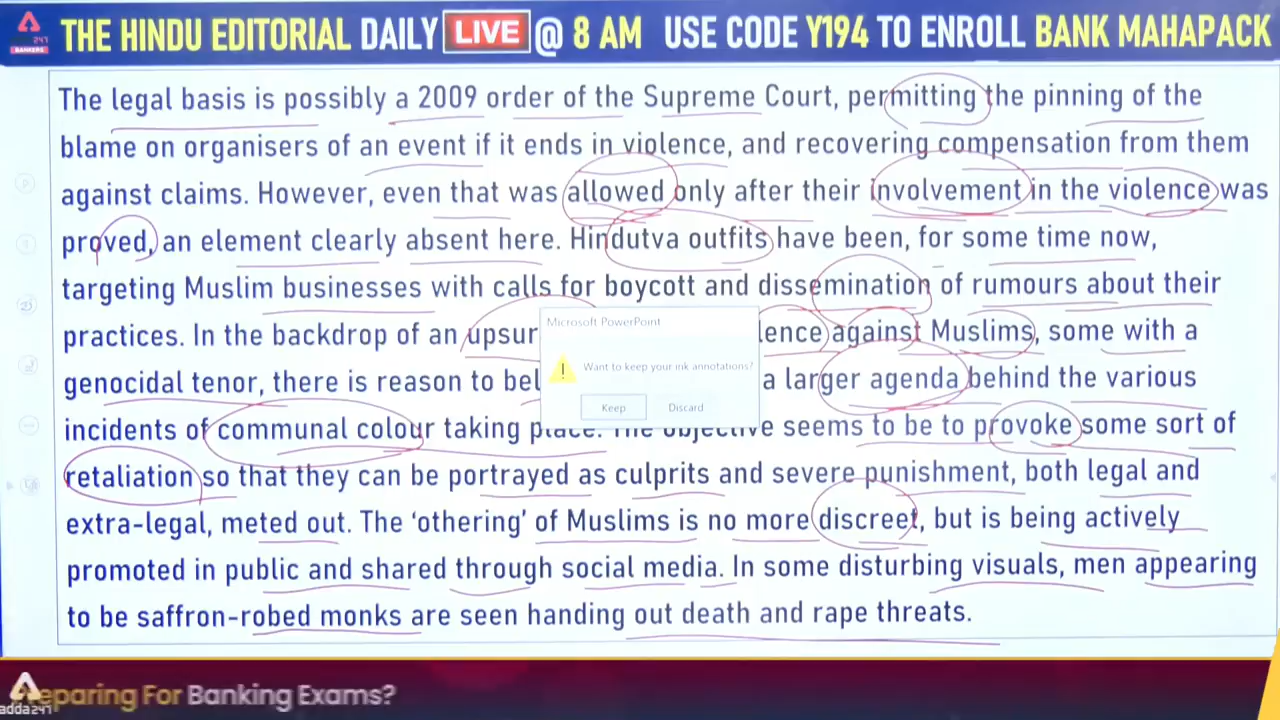 247
BANKERS
THE HINDU EDITORIAL DAILY LIVE @ 8 AM USE CODE Y194 TO ENROLL BANK MAHAPACK
The legal basis is possibly a 2009 order of the Supreme Court, permitting the pinning of the
blame on organisers of an event if it ends in violence, and recovering compensation from them
against claims. However, even that was allowed only after their involvement in the violence was
proved, an element clearly absent here. Hindutva outfits have been, for some time now,
targeting Muslim businesses with calls for boycott and dissemination of rumours about their
practices. In the backdrop of an upsur lence against Muslims, some with a
genocidal tenor, there is reason to bel a larger agenda behind the various
incidents of communal colour taking place. The objective seems to be to provoke some sort of
retaliation so that they can be portrayed as culprits and severe punishment, both legal and
extra-legal, meted out. The ‘othering’ of Muslims is no more discreet, but is being actively
promoted in public and shared through social media. In some disturbing visuals, men appearing
to be saffron-robed monks are seen handing out death and rape threats.
Microsoft PowerPoint
Want to keep your ink annotations?
Keep Discard
Preparing For Banking Exams?
adda247